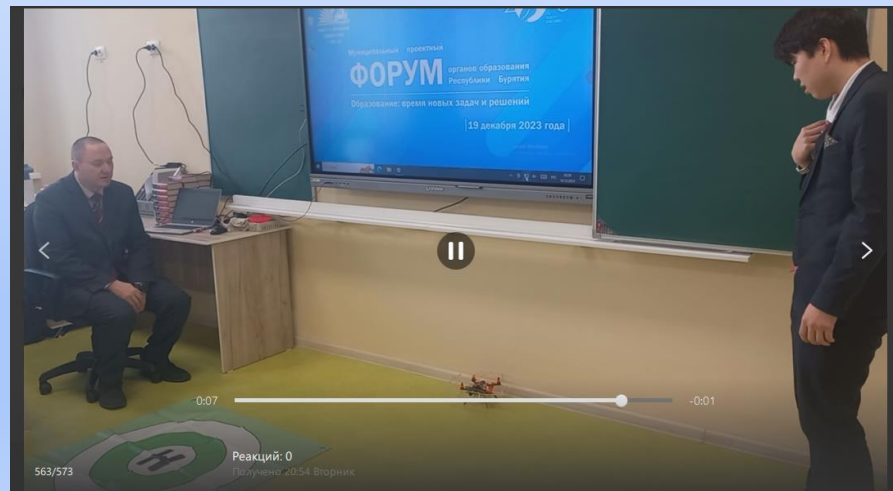 Муниципальный проектный
ФОРУМ
органов образования
Республики Бурятия
Образование: время новых задач и решений
19 декабря 2023 года
-0:07
-0:01
Реакций: 0
Получено 20:54 Вторник
563/573
H